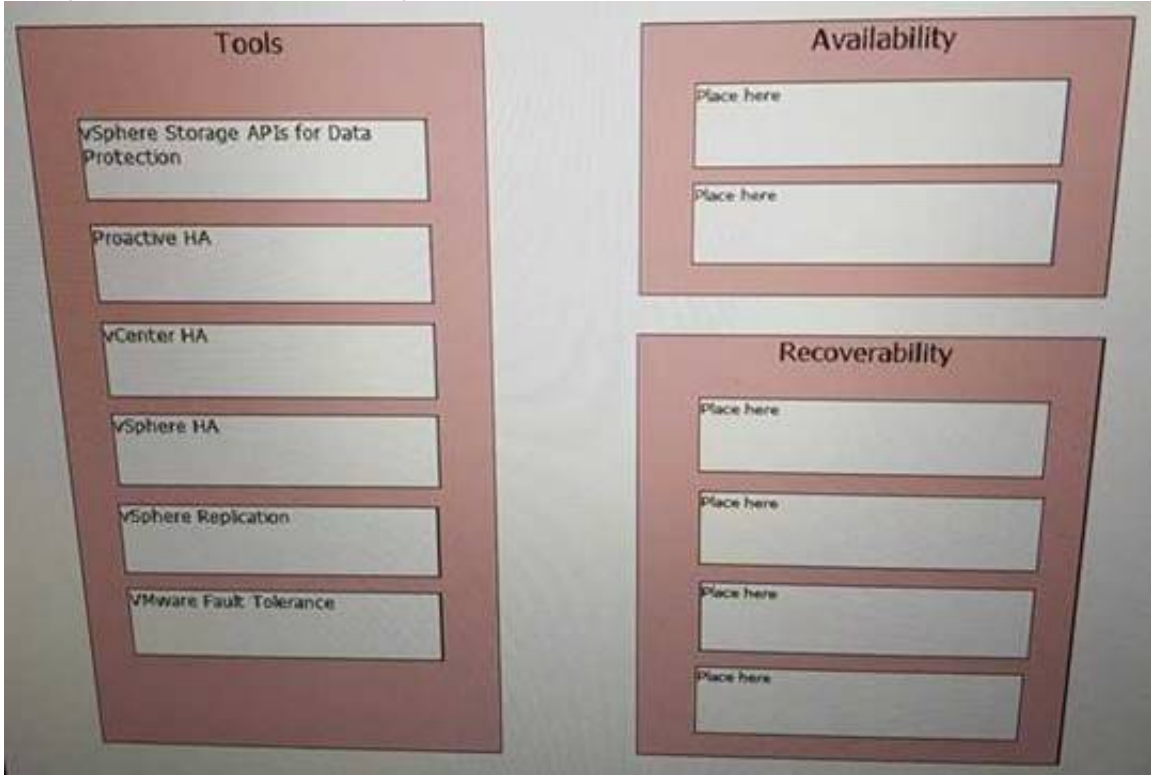 Tools
vSphere Storage APIs for Data
Protection
Proactive HA
vCenter HA
vSphere HA
vSphere Replication
VMware Fault Tolerance
Availability
Place here
Place here
Recoverability
Place here
Place here
Place here
Place here